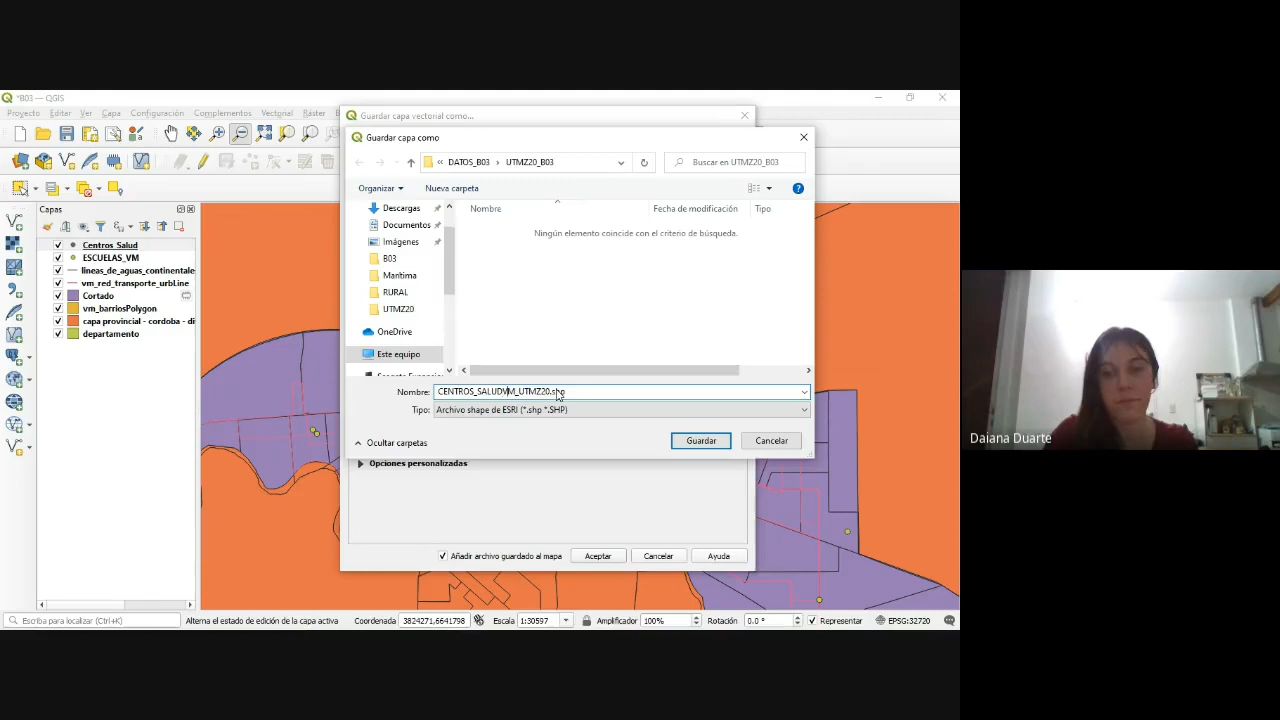 *B03 — QGIS
Proyecto Editar Ver Capa Configuración Complementos Vectorial Ráster
Guardar capa vectorial como...
Guardar capa como
« DATOS_B03 › UTMZ20_B03
Buscar en UTMZ20_B03
Organizar
Nueva carpeta
Descargas
Documentos
Imágenes
B03
Marítima
RURAL
UTMZ20
OneDrive
Este equipo
Nombre
Fecha de modificación
Tipo
Ningún elemento coincide con el criterio de búsqueda.
Nombre: CENTROS_SALUDVM_UTMZ20.shp
Tipo: Archivo shape de ESRI (*.shp *.SHP)
Ocultar carpetas
Guardar
Cancelar
Opciones personalizadas
Añadir archivo guardado al mapa
Aceptar
Cancelar
Ayuda
Capas
Centros_Salud
ESCUELAS_VM
lineas_de_aguas_continentale
vm_red_transporte_urbLine
Cortado
vm_barriosPolygon
capa provincial - cordoba - di
departamento
Escriba para localizar (Ctrl+K)
Alterna el estado de edición de la capa activa
Coordenada 3824271,6641798
Escala 1:30597
Amplificador 100%
Rotación 0.0 °
Representar
EPSG:32720
Daiana Duarte